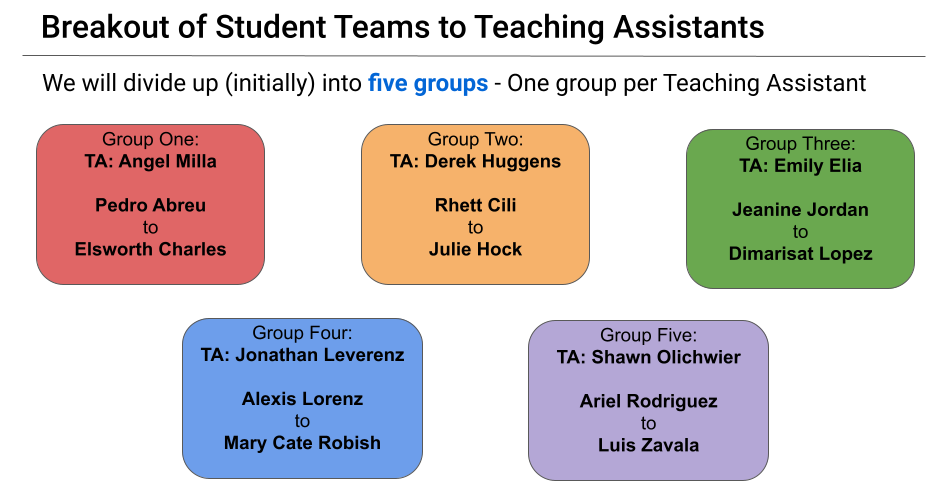 Breakout of Student Teams to Teaching Assistants
We will divide up (initially) into five groups - One group per Teaching Assistant
Group One:
TA: Angel Milla
Pedro Abreu
to
Elsworth Charles
Group Two:
TA: Derek Huggens
Rhett Cili
to
Julie Hock
Group Three:
TA: Emily Elia
Jeanine Jordan
to
Dimarisat Lopez
Group Four:
TA: Jonathan Leverenz
Alexis Lorenz
to
Mary Cate Robish
Group Five:
TA: Shawn Olichwier
Ariel Rodriguez
to
Luis Zavala